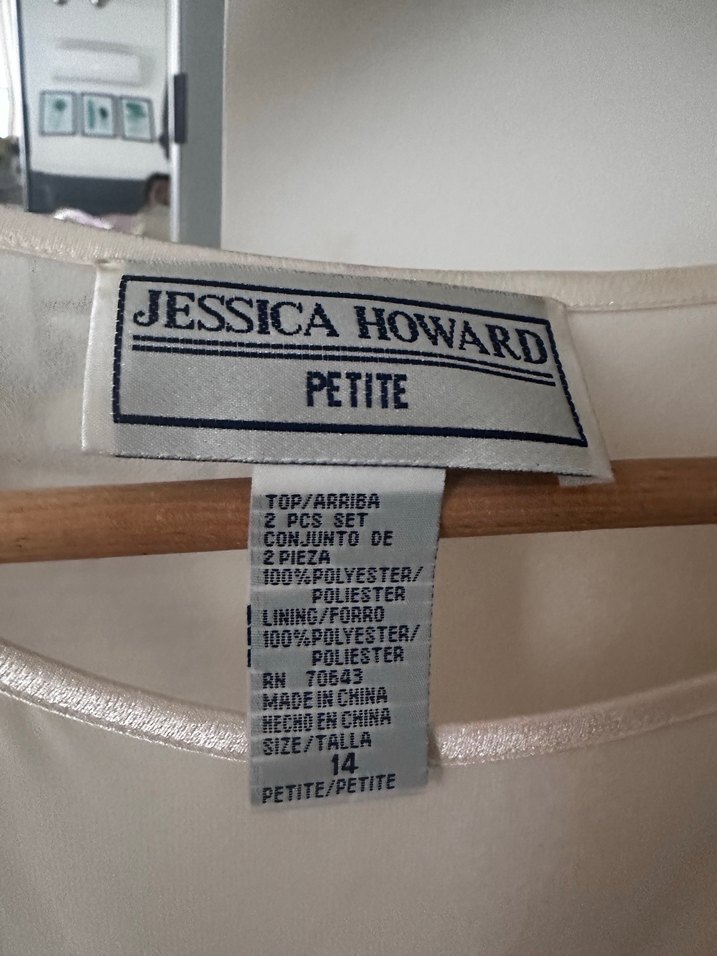 JESSICA HOWARD
PETITE
TOP/ARRIBA
2 PCS SET
CONJUNTO DE
2 PIEZA
100%POLYESTER/
POLIESTER
LINING/FORRO
100%POLYESTER/
POLIESTER
RN 70643
MADE IN CHINA
HECHO EN CHINA
SIZE/TALLA
14
PETITE/PETITE